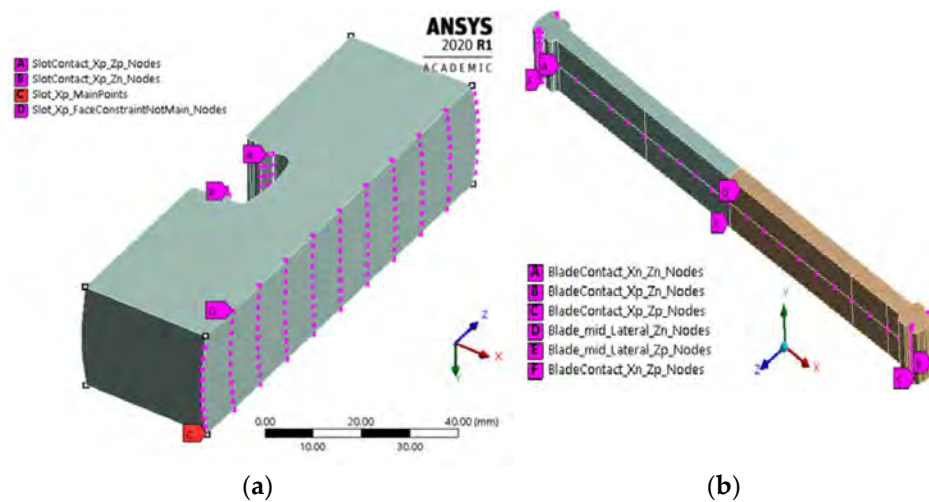 ANSYS
2020 R1
ACADEMIC
A SlotContact_Xp_Zp_Nodes
B SlotContact_Xp_Zn_Nodes
C Slot_Xp_MainPoints
D Slot_Xp_FaceConstraintNotMain_Nodes
A
B
D
C
Z
X
Y
0.00 20.00 40.00 (mm)
10.00 30.00
(a)
A
D
E
A BladeContact_Xn_Zn_Nodes
B BladeContact_Xp_Zn_Nodes
C BladeContact_Xp_Zp_Nodes
D Blade_mid_Lateral_Zn_Nodes
E Blade_mid_Lateral_Zp_Nodes
F BladeContact_Xn_Zp_Nodes
Y
Z
X
C
(b)